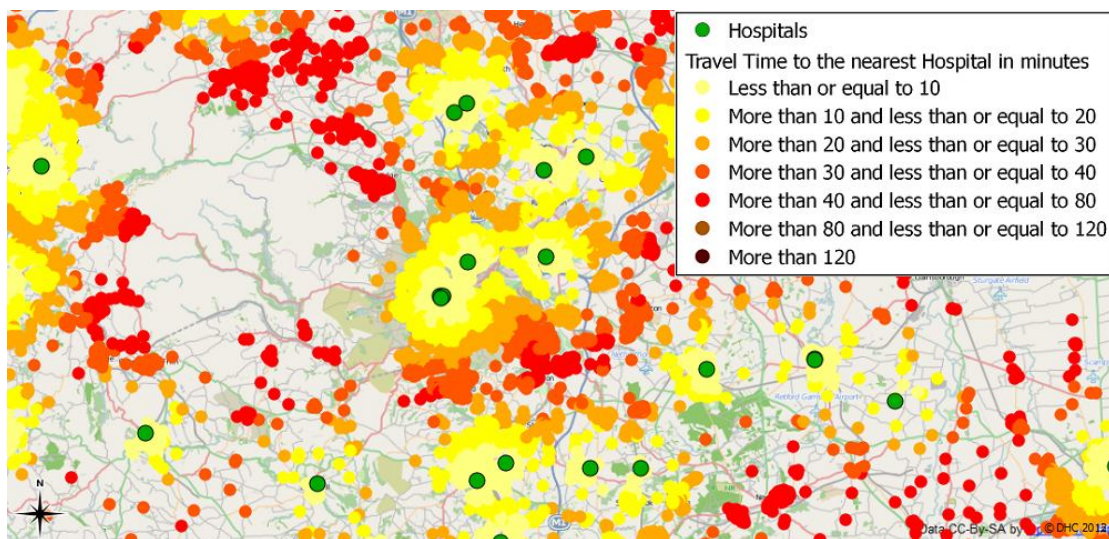 M1
Hospitals
Travel Time to the nearest Hospital in minutes
Less than or equal to 10
More than 10 and less than or equal to 20
More than 20 and less than or equal to 30
More than 30 and less than or equal to 40
More than 40 and less than or equal to 80
More than 80 and less than or equal to 120
More than 120
Sturgate Airfield
Retford Gamston Airport
N
M1
Data CC-By-SA by
© DHC 2012